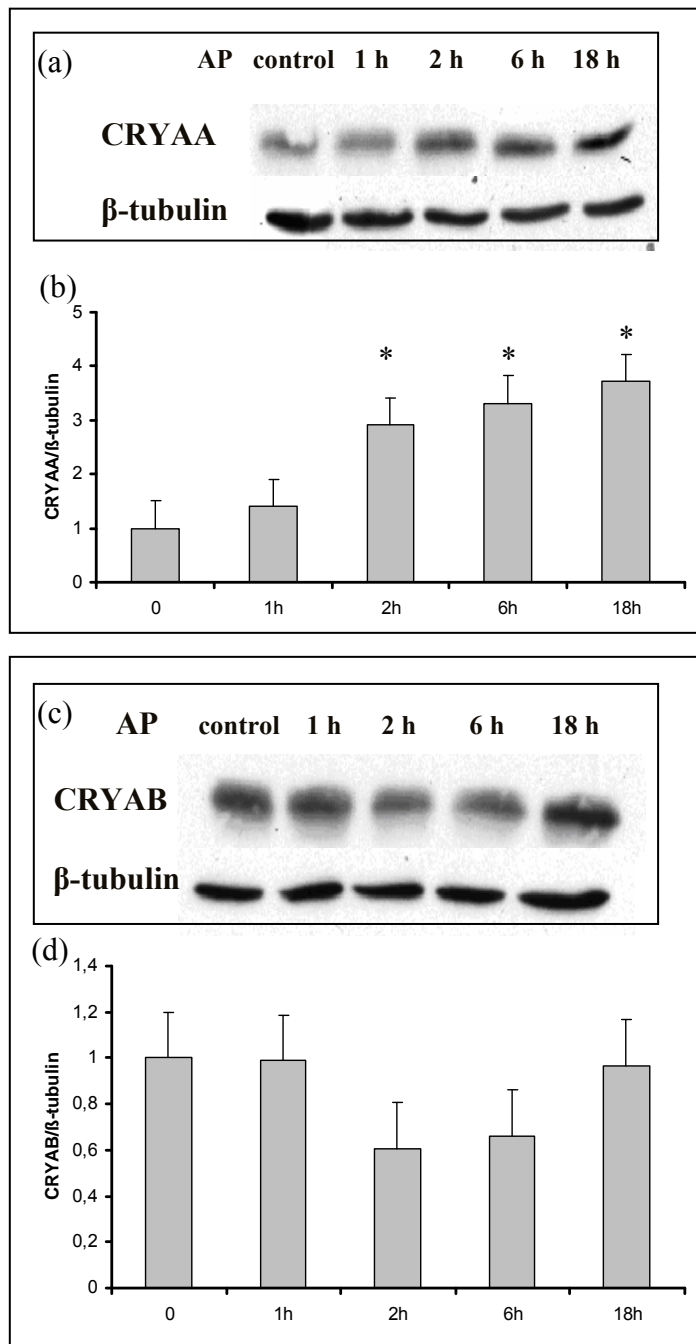 (a) AP control 1 h 2 h 6 h 18 h
CRYAA
β-tubulin
(b)
CRYAA/ß-tubulin
5
4
3
2
1
0
* * *
0 1h 2h 6h 18h
(c) AP control 1 h 2 h 6 h 18 h
CRYAB
β-tubulin
(d)
CRYAB/ß-tubulin
1,4
1,2
1
0,8
0,6
0,4
0,2
0
0 1h 2h 6h 18h